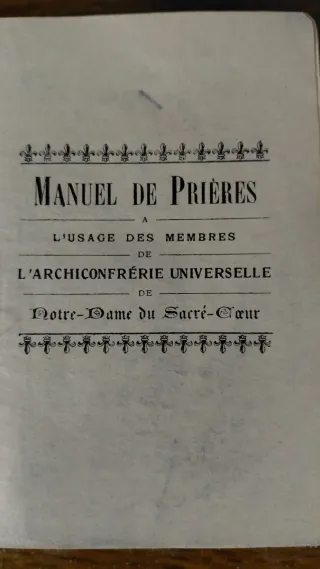 MANUEL DE PRIÈRES
A
L'USAGE DES MEMBRES
DE
L'ARCHICONFRÉRIE UNIVERSELLE
DE
Notre-Dame du Sacré-Cœur